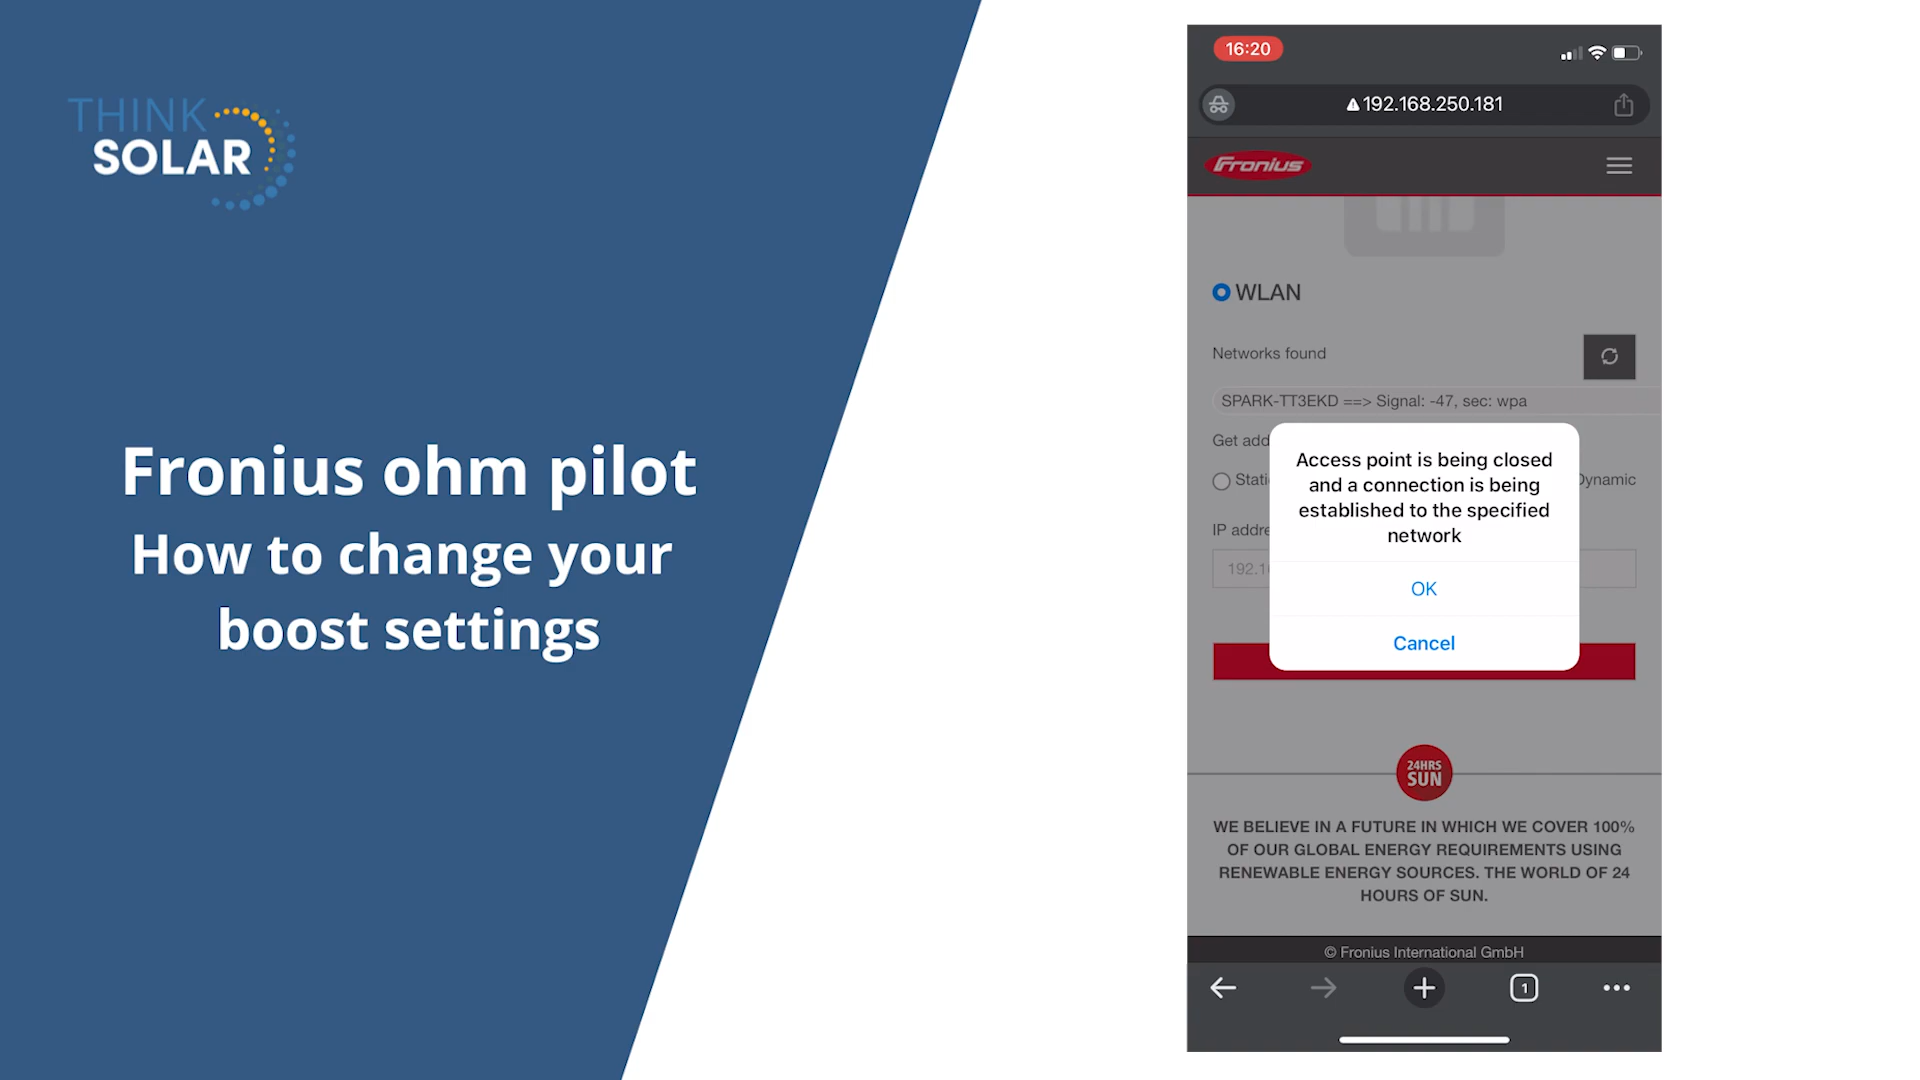 THINK
SOLAR
Fronius ohm pilot
How to change your
boost settings
16:20
192.168.250.181
Fronius
WLAN
Networks found
SPARK-TT3EKD ==> Signal: -47, sec: wpa
Get add
Stati
Dynamic
IP addre
192.1
Access point is being closed
and a connection is being
established to the specified
network
OK
Cancel
24HRS
SUN
WE BELIEVE IN A FUTURE IN WHICH WE COVER 100%
OF OUR GLOBAL ENERGY REQUIREMENTS USING
RENEWABLE ENERGY SOURCES. THE WORLD OF 24
HOURS OF SUN.
© Fronius International GmbH
1